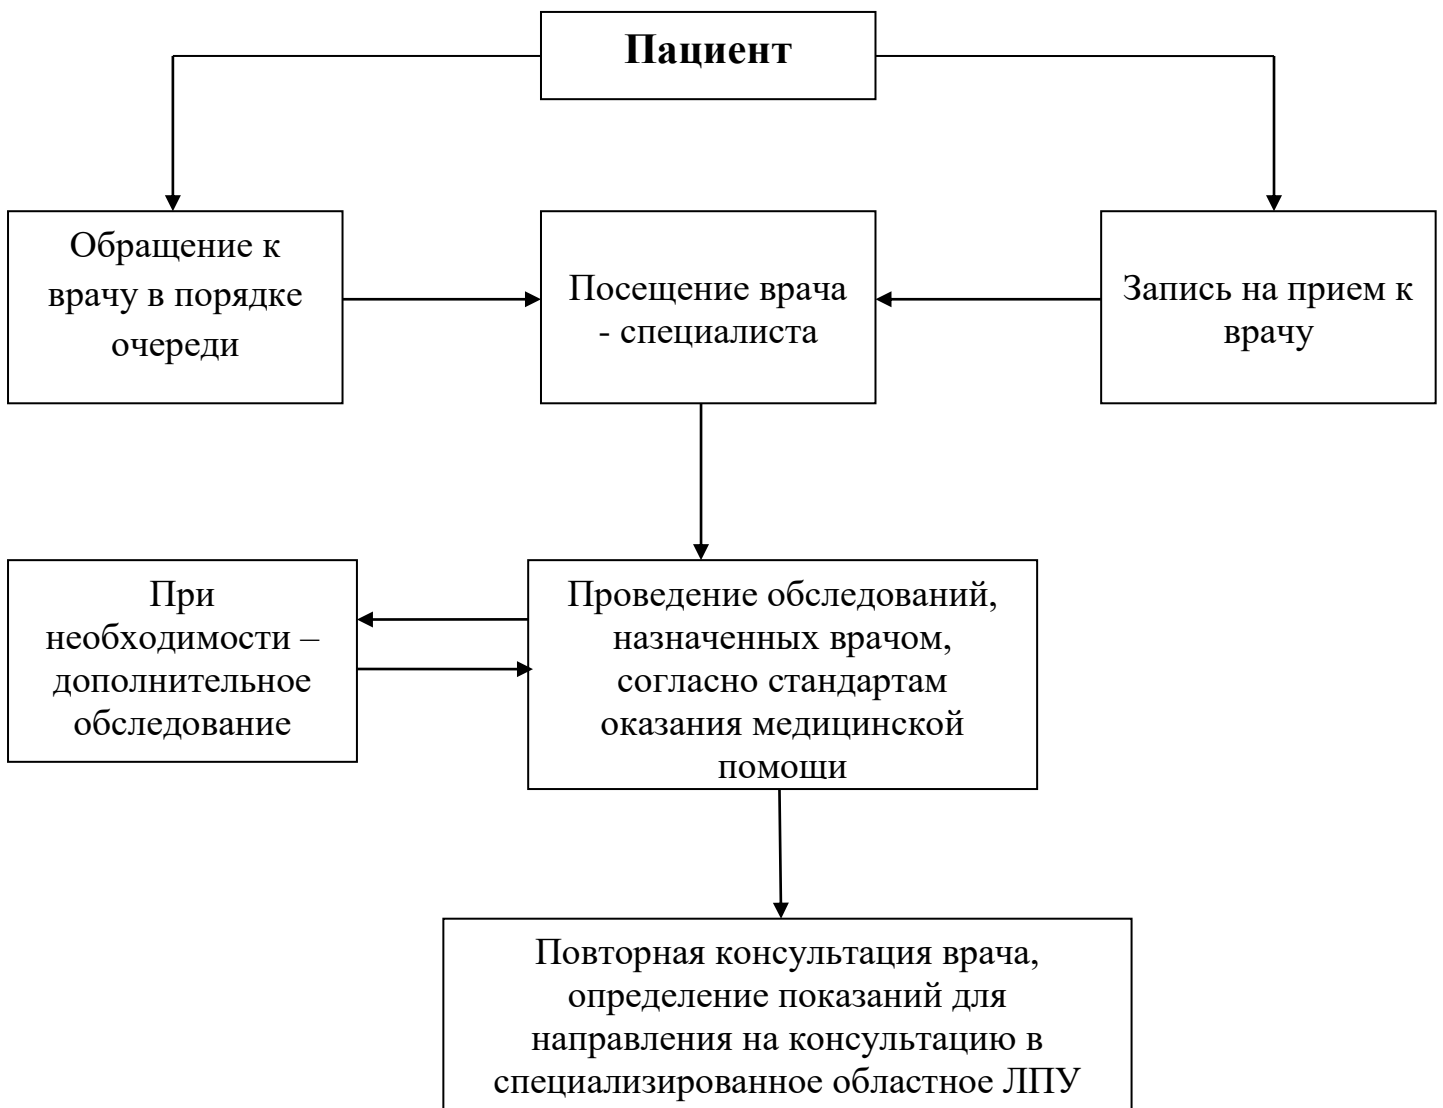 Пациент
Обращение к
врачу в порядке
очереди
Посещение врача
- специалиста
Запись на прием к
врачу
При
необходимости –
дополнительное
обследование
Проведение обследований,
назначенных врачом,
согласно стандартам
оказания медицинской
помощи
Повторная консультация врача,
определение показаний для
направления на консультацию в
специализированное областное ЛПУ